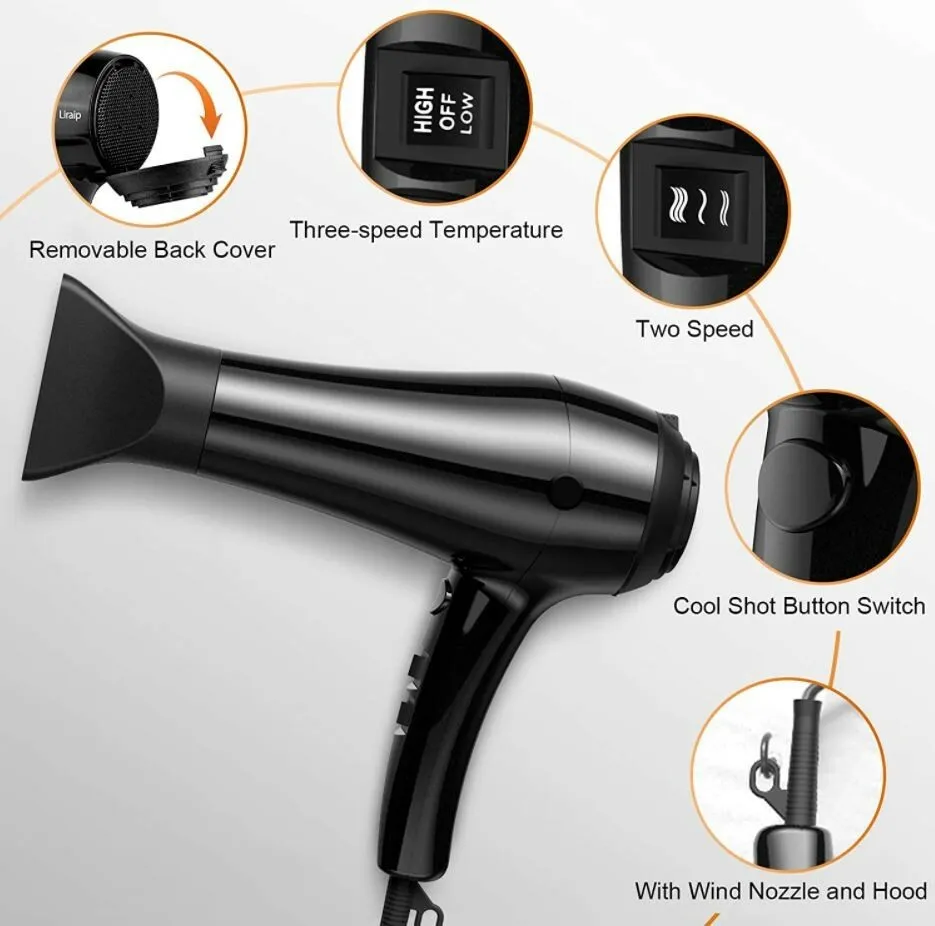 Liraip
Removable Back Cover
HIGH
OFF
LOW
Three-speed Temperature
Two Speed
Cool Shot Button Switch
With Wind Nozzle and Hood